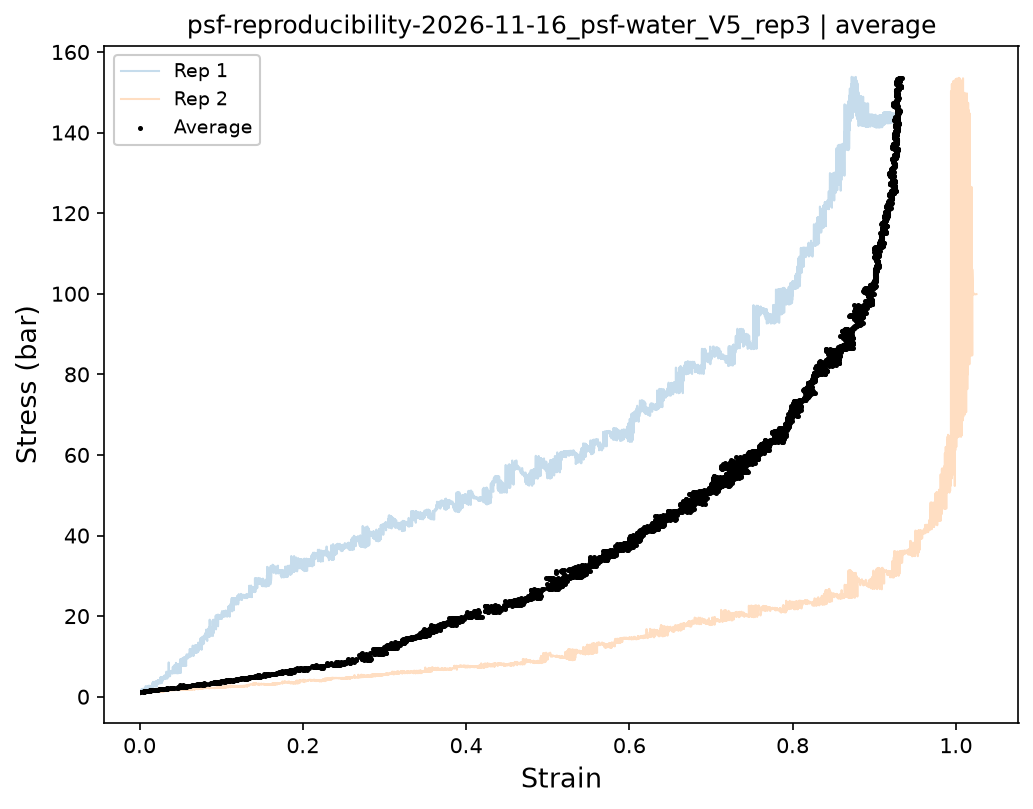 psf-reproducibility-2026-11-16_psf-water_V5_rep3 | average
Rep 1
Rep 2
Average
Stress (bar)
160
140
120
100
80
60
40
20
0
0.0 0.2 0.4 0.6 0.8 1.0
Strain